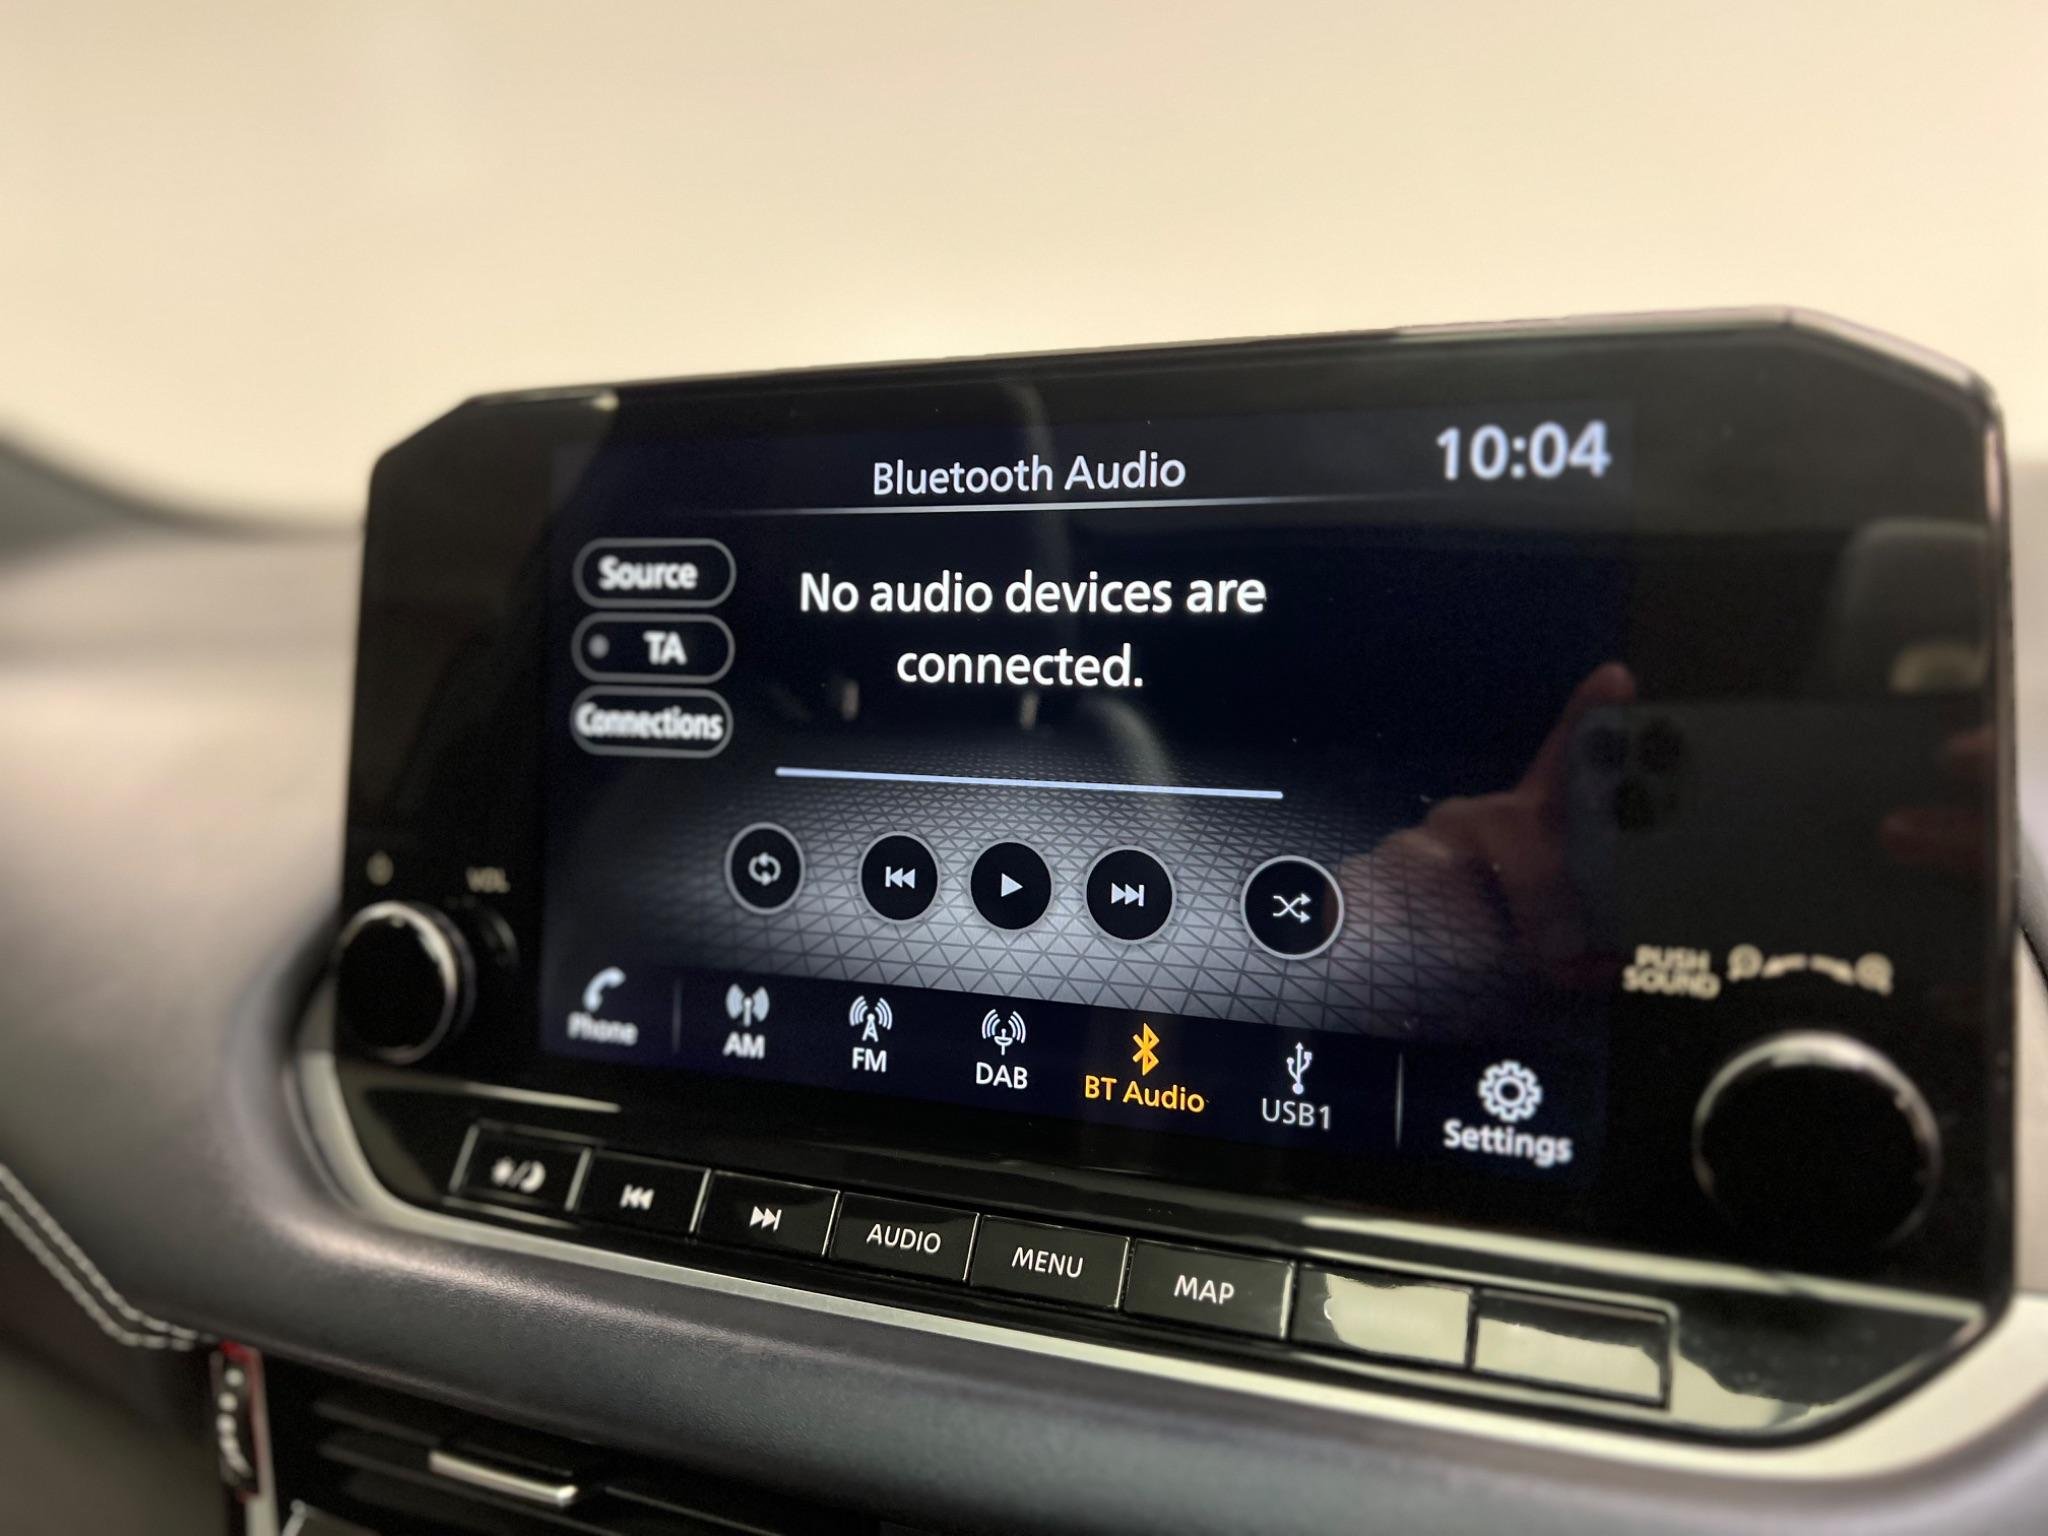 Bluetooth Audio
10:04
Source
No audio devices are
TA
connected.
Connections
VOL
PUSH
SOUND
Phone
AM
FM
DAB
BT Audio
USB1
Settings
AUDIO
MENU
MAP